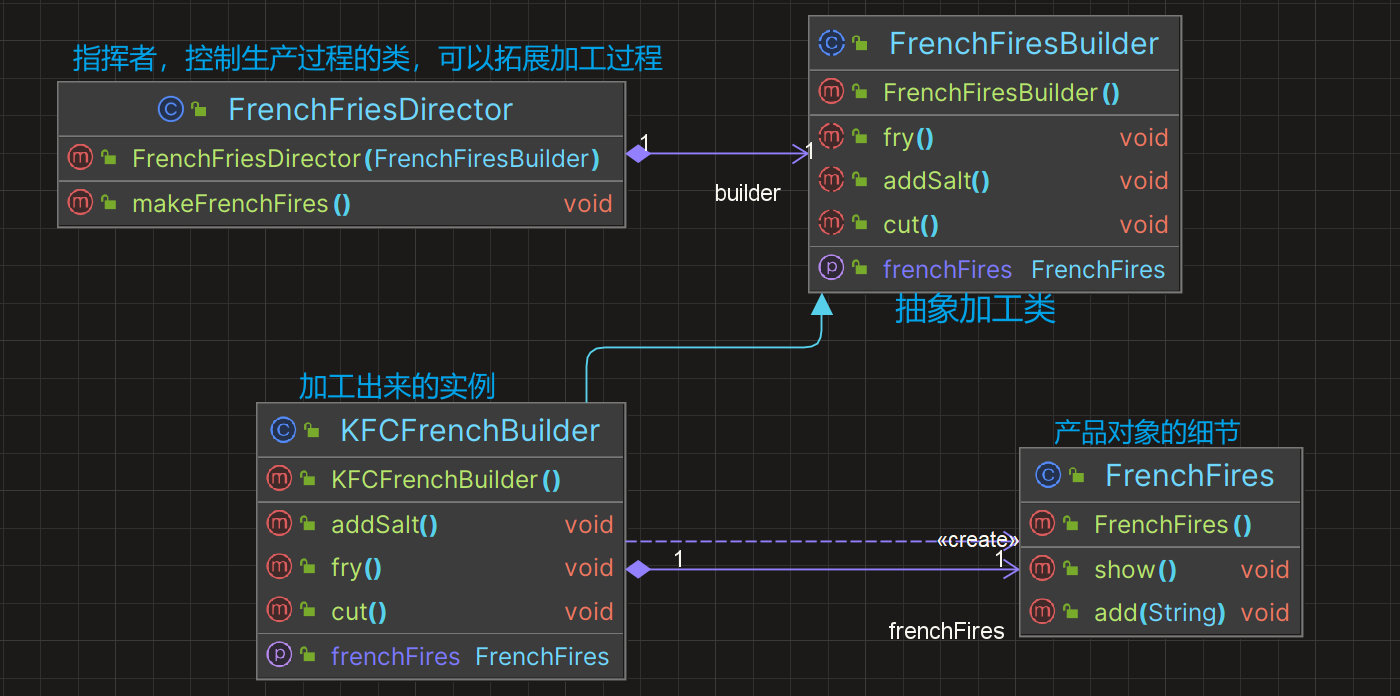 指挥者，控制生产过程的类，可以拓展加工过程
FrenchFriesDirector
FrenchFriesDirector(FrenchFiresBuilder)
makeFrenchFires() void
1
1
builder
FrenchFiresBuilder
FrenchFiresBuilder()
fry() void
addSalt() void
cut() void
frenchFires FrenchFires
抽象加工类
加工出来的实例
KFCFrenchBuilder
KFCFrenchBuilder()
addSalt() void
fry() void
cut() void
frenchFires FrenchFires
«create»
1
1
frenchFires
产品对象的细节
FrenchFires
FrenchFires()
show() void
add(String) void